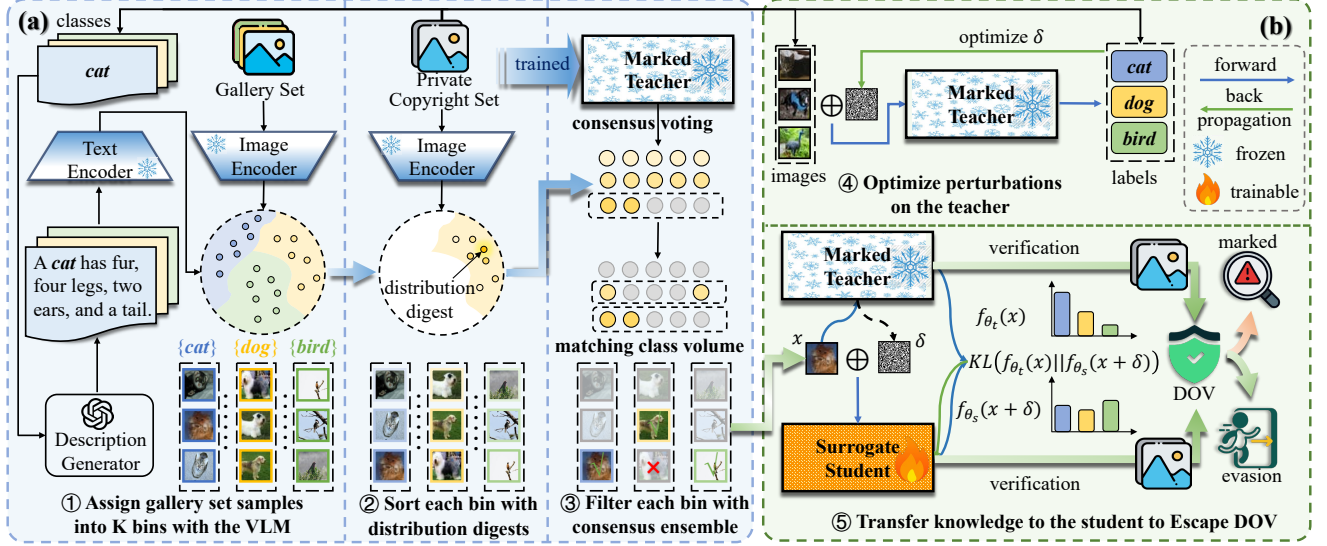 (a)
classes
cat
Gallery Set
Private
Copyright Set
trained
Marked
Teacher
consensus voting
Text
Encoder
Image
Encoder
Image
Encoder
A cat has fur,
four legs, two
ears, and a tail.
distribution
digest
matching class volume
{cat} {dog} {bird}
Description
Generator
① Assign gallery set samples
into K bins with the VLM
② Sort each bin with
distribution digests
③ Filter each bin with
consensus ensemble
(b)
optimize δ
images
Marked
Teacher
cat
dog
bird
labels
forward
back
propagation
frozen
trainable
④ Optimize perturbations
on the teacher
Marked
Teacher
verification
marked
x
δ
fθt(x)
KL(fθt(x)||fθs(x + δ))
fθs(x + δ)
DOV
Surrogate
Student
verification
evasion
⑤ Transfer knowledge to the student to Escape DOV